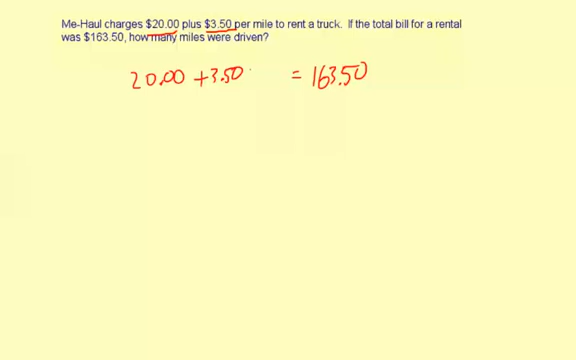 Me-Haul charges $20.00 plus $3.50 per mile to rent a truck. If the total bill for a rental
was $163.50, how many miles were driven?
20.00 +3.50 = 163.50